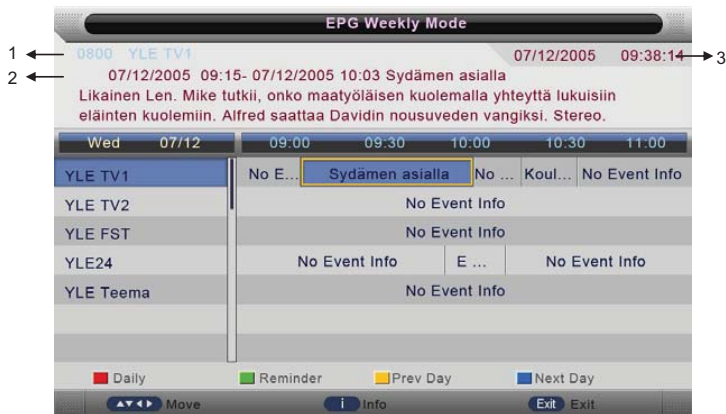 EPG Weekly Mode
1 0800 YLE TV1 07/12/2005 09:38:14 3
2 07/12/2005 09:15- 07/12/2005 10:03 Sydämen asialla
Likainen Len. Mike tutkii, onko maatyöläisen kuolemalla yhteyttä lukuisiin
eläinten kuolemiin. Alfred saattaa Davidin nousuveden vangiksi. Stereo.
Wed 07/12 09:00 09:30 10:00 10:30 11:00
YLE TV1 No E... Sydämen asialla No ... Koul... No Event Info
YLE TV2 No Event Info
YLE FST No Event Info
YLE24 No Event Info E ... No Event Info
YLE Teema No Event Info
Daily Reminder Prev Day Next Day
Move i Info Exit Exit